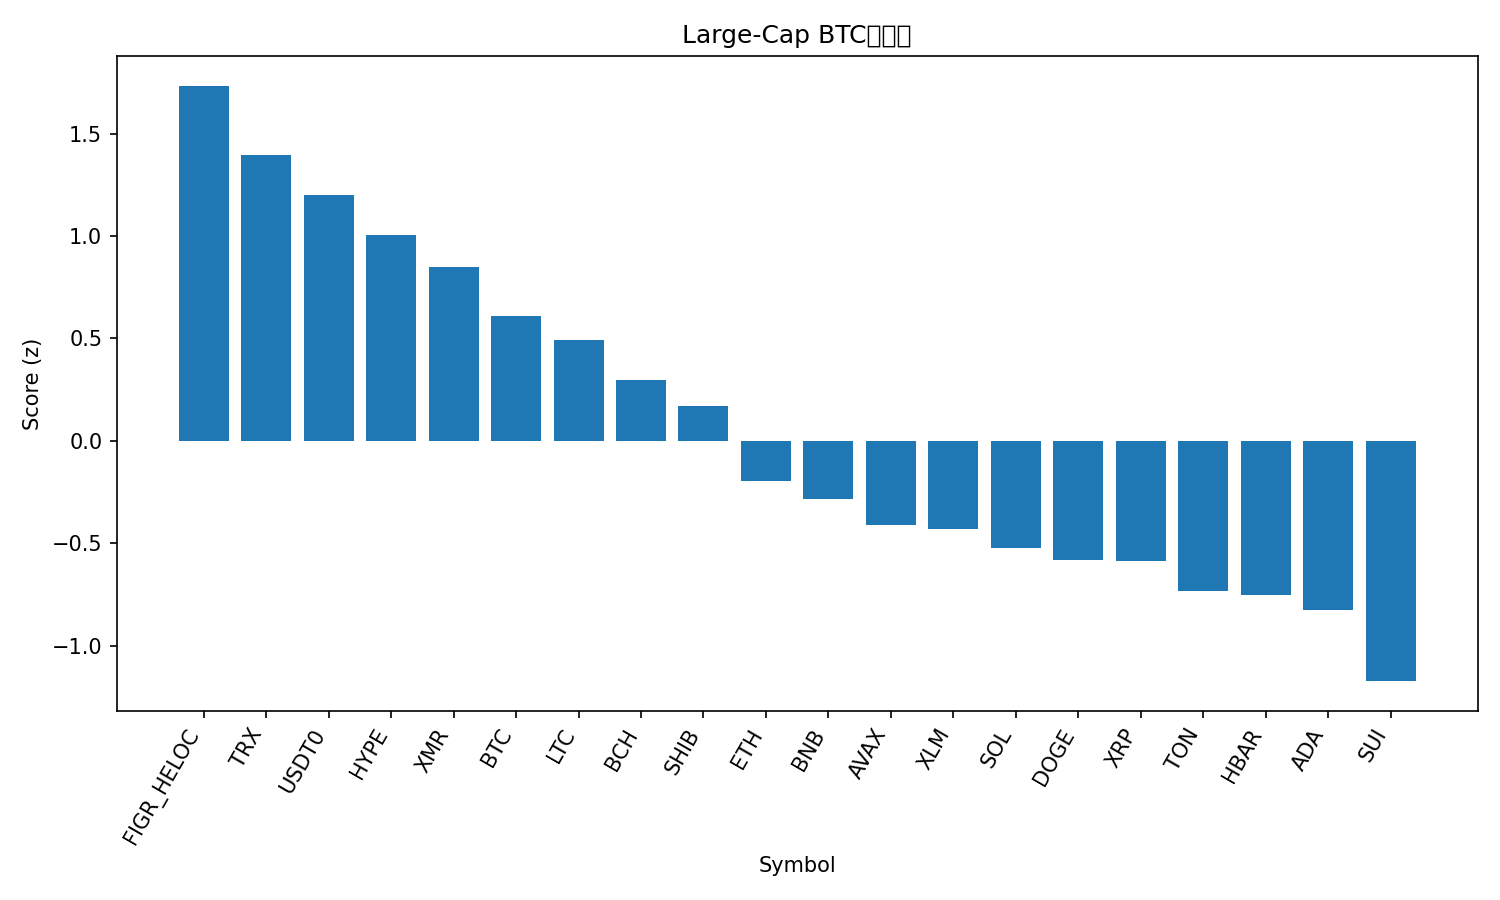 Large-Cap BTC
1.5
1.0
0.5
0.0
−0.5
−1.0
Score (z)
FIGR_HELOC
TRX
USDT0
HYPE
XMR
BTC
LTC
BCH
SHIB
ETH
BNB
AVAX
XLM
SOL
DOGE
XRP
TON
HBAR
ADA
SUI
Symbol